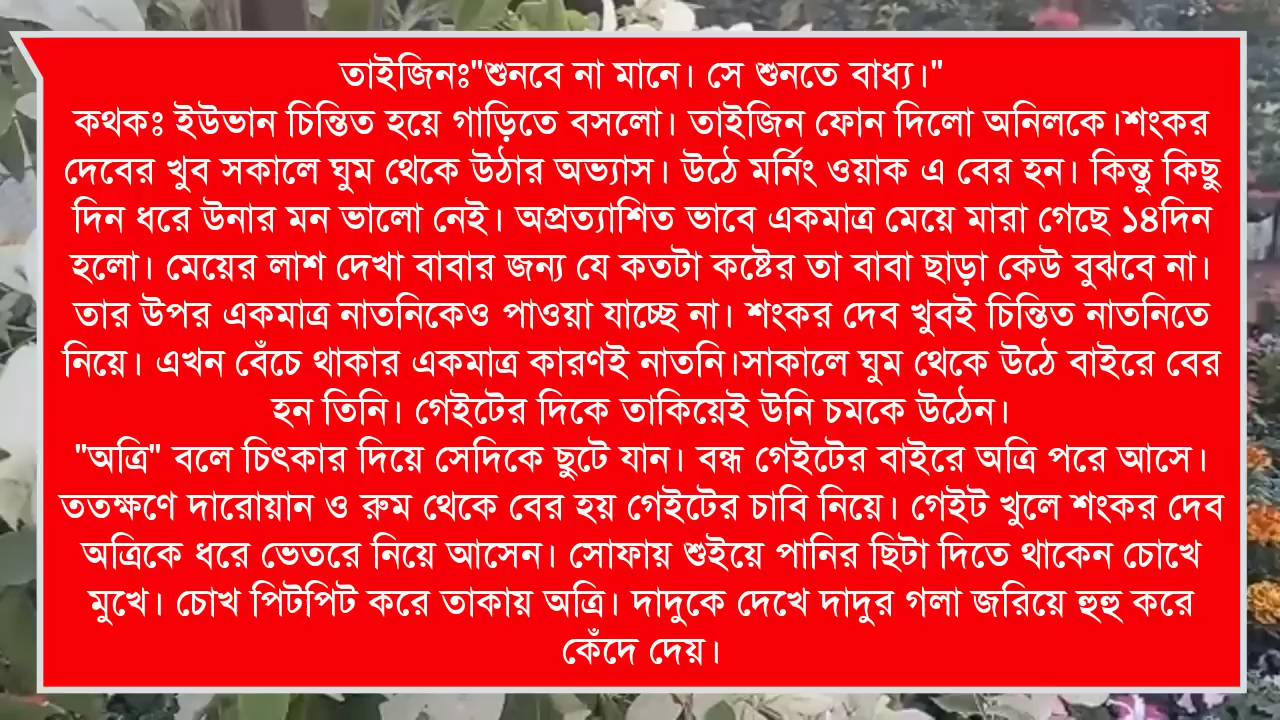 তাইজিনঃ"শুনবে না মানে। সে শুনতে বাধ্য।"
কথকঃ ইউভান চিন্তিত হয়ে গাড়িতে বসলো। তাইজিন ফোন দিলো অনিলকে।শংকর
দেবের খুব সকালে ঘুম থেকে উঠার অভ্যাস। উঠে মর্নিং ওয়াক এ বের হন। কিন্তু কিছু
দিন ধরে উনার মন ভালো নেই। অপ্রত্যাশিত ভাবে একমাত্র মেয়ে মারা গেছে ১৪দিন
হলো। মেয়ের লাশ দেখা বাবার জন্য যে কতটা কষ্টের তা বাবা ছাড়া কেউ বুঝবে না।
তার উপর একমাত্র নাতনিকেও পাওয়া যাচ্ছে না। শংকর দেব খুবই চিন্তিত নাতনিতে
নিয়ে। এখন বেঁচে থাকার একমাত্র কারণই নাতনি।সাকালে ঘুম থেকে উঠে বাইরে বের
হন তিনি। গেইটের দিকে তাকিয়েই উনি চমকে উঠেন।
"অত্রি" বলে চিৎকার দিয়ে সেদিকে ছুটে যান। বন্ধ গেইটের বাইরে অত্রি পরে আসে।
ততক্ষণে দারোয়ান ও রুম থেকে বের হয় গেইটের চাবি নিয়ে। গেইট খুলে শংকর দেব
অত্রিকে ধরে ভেতরে নিয়ে আসেন। সোফায় শুইয়ে পানির ছিটা দিতে থাকেন চোখে
মুখে। চোখ পিটপিট করে তাকায় অত্রি। দাদুকে দেখে দাদুর গলা জরিয়ে হুহু করে
কেঁদে দেয়।